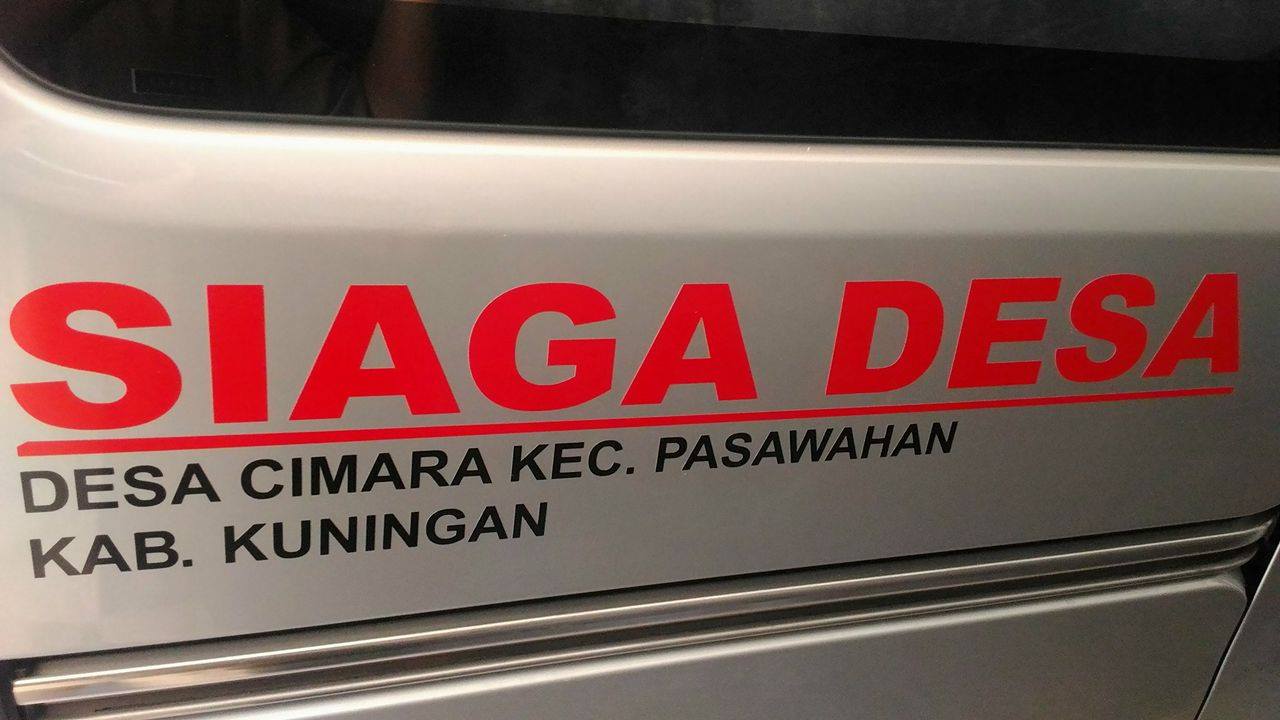 SIAGA DESA
DESA CIMARA KEC. PASAWAHAN
KAB. KUNINGAN